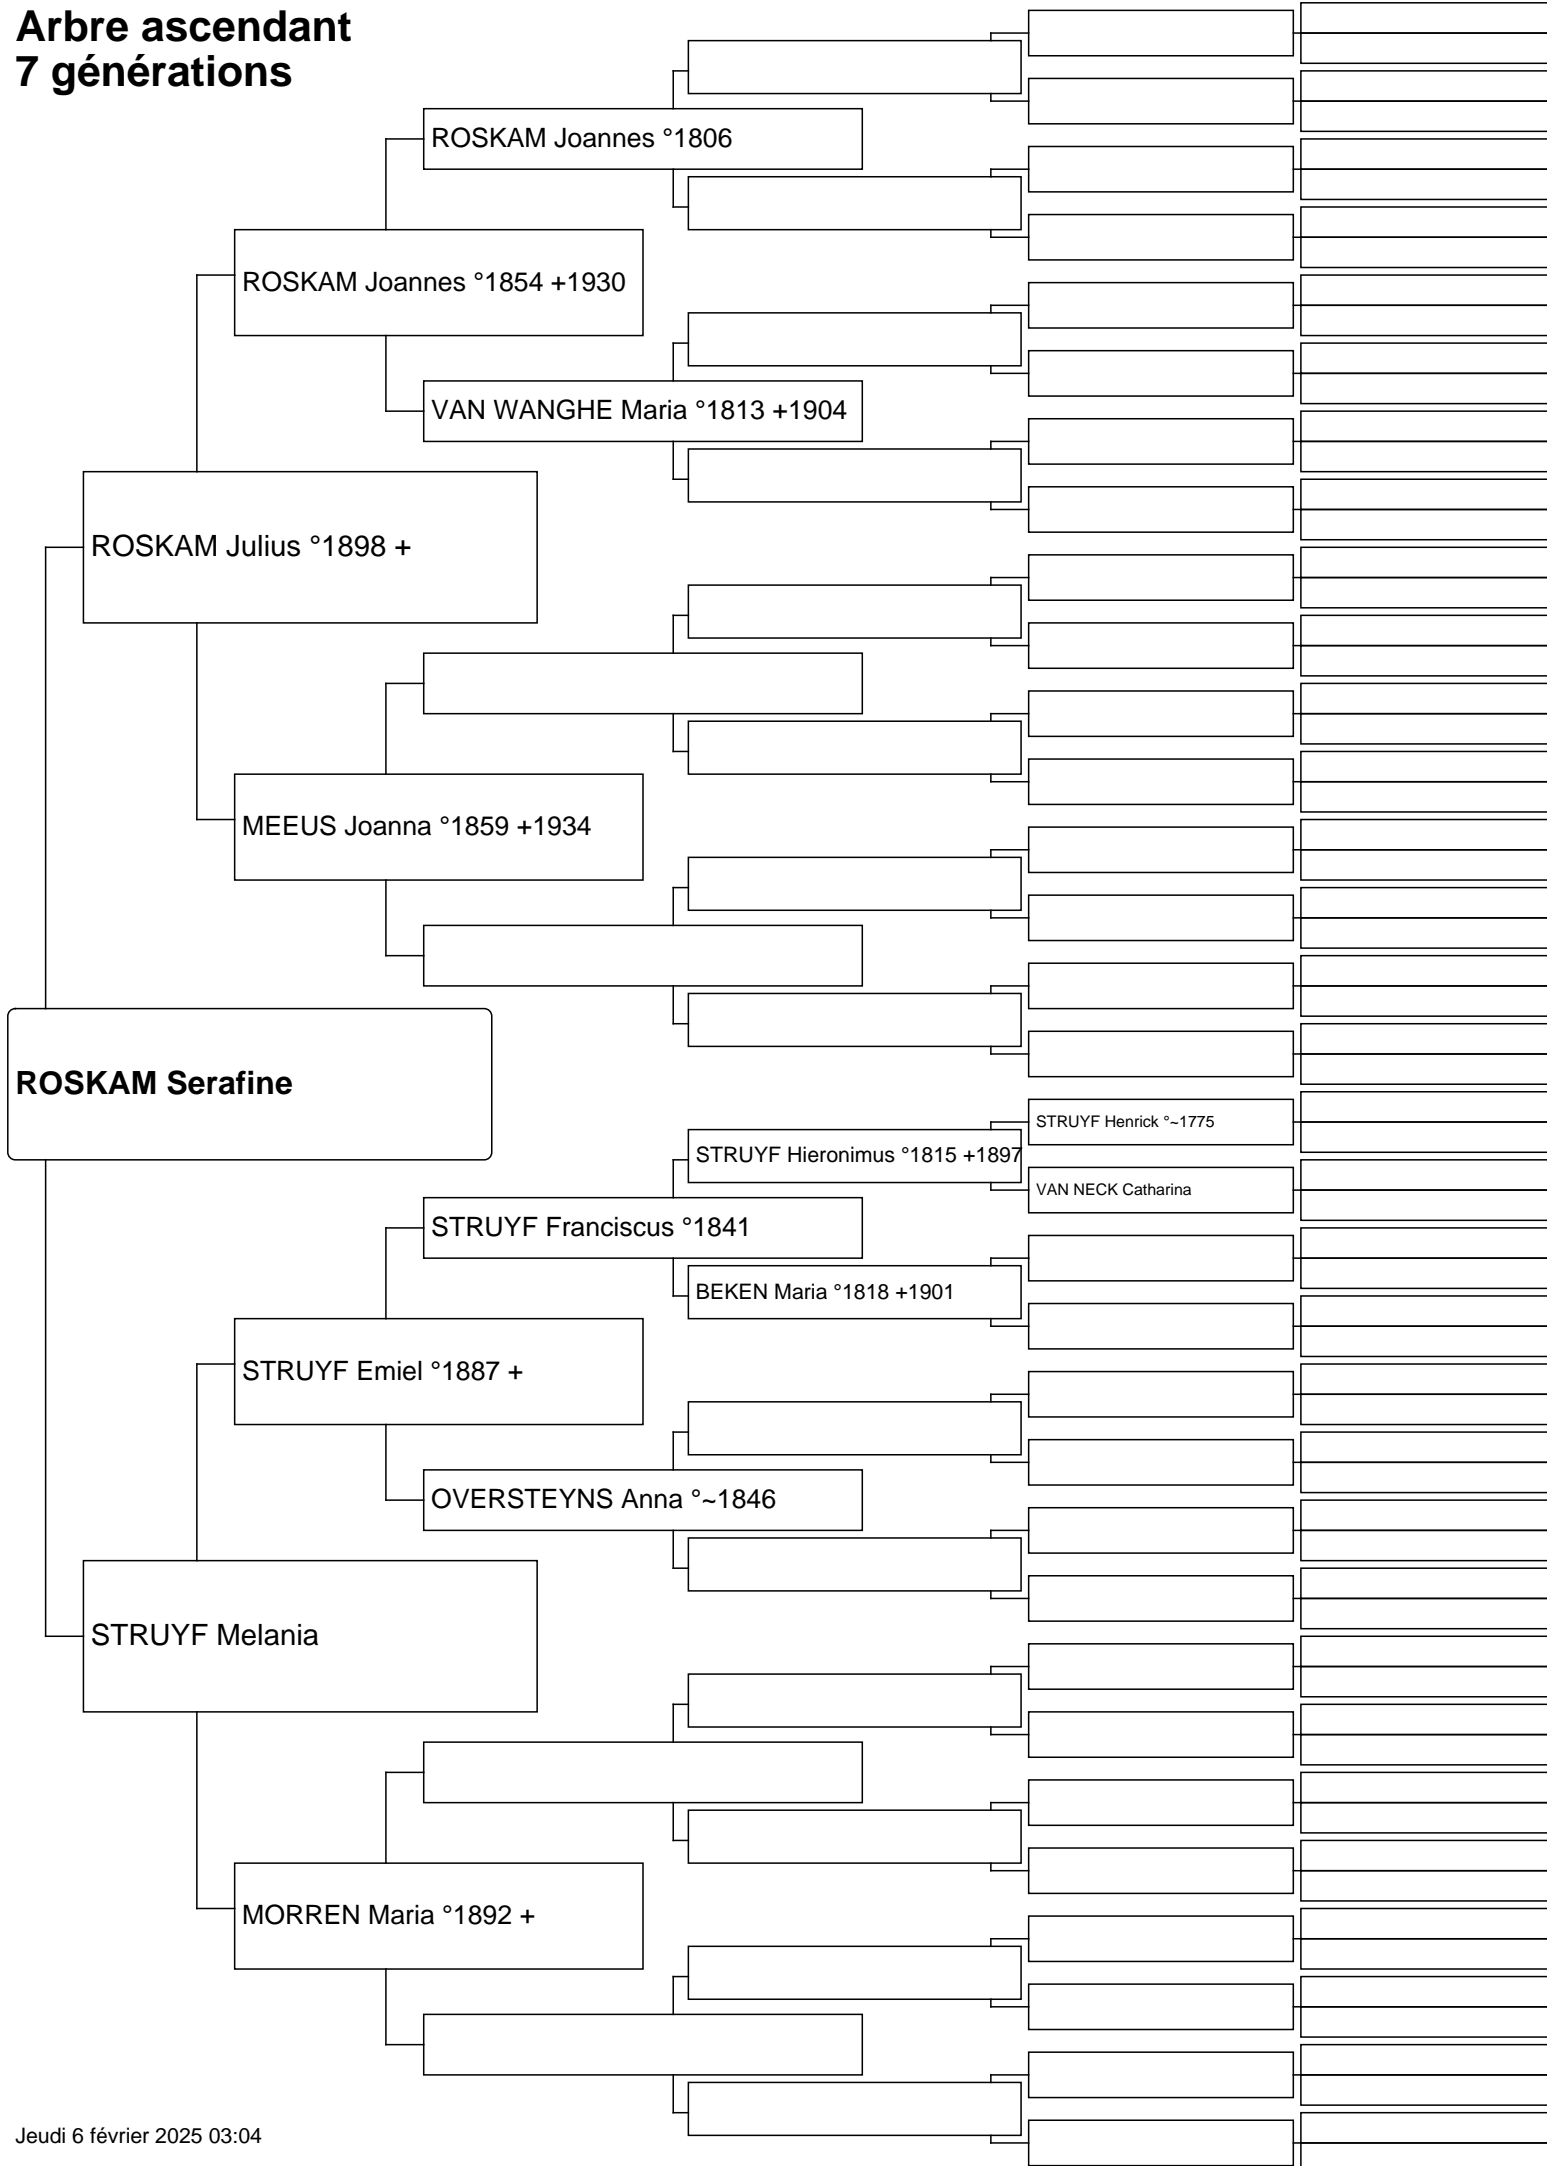 Arbre ascendant
7 générations
ROSKAM Joannes °1806
ROSKAM Joannes °1854 +1930
VAN WANGHE Maria °1813 +1904
ROSKAM Julius °1898 +
MEEUS Joanna °1859 +1934
ROSKAM Serafine
STRUYF Henrick °~1775
STRUYF Hieronimus °1815 +1897
VAN NECK Catharina
STRUYF Franciscus °1841
BEKEN Maria °1818 +1901
STRUYF Emiel °1887 +
OVERSTEYNS Anna °~1846
STRUYF Melania
MORREN Maria °1892 +
Jeudi 6 février 2025 03:04